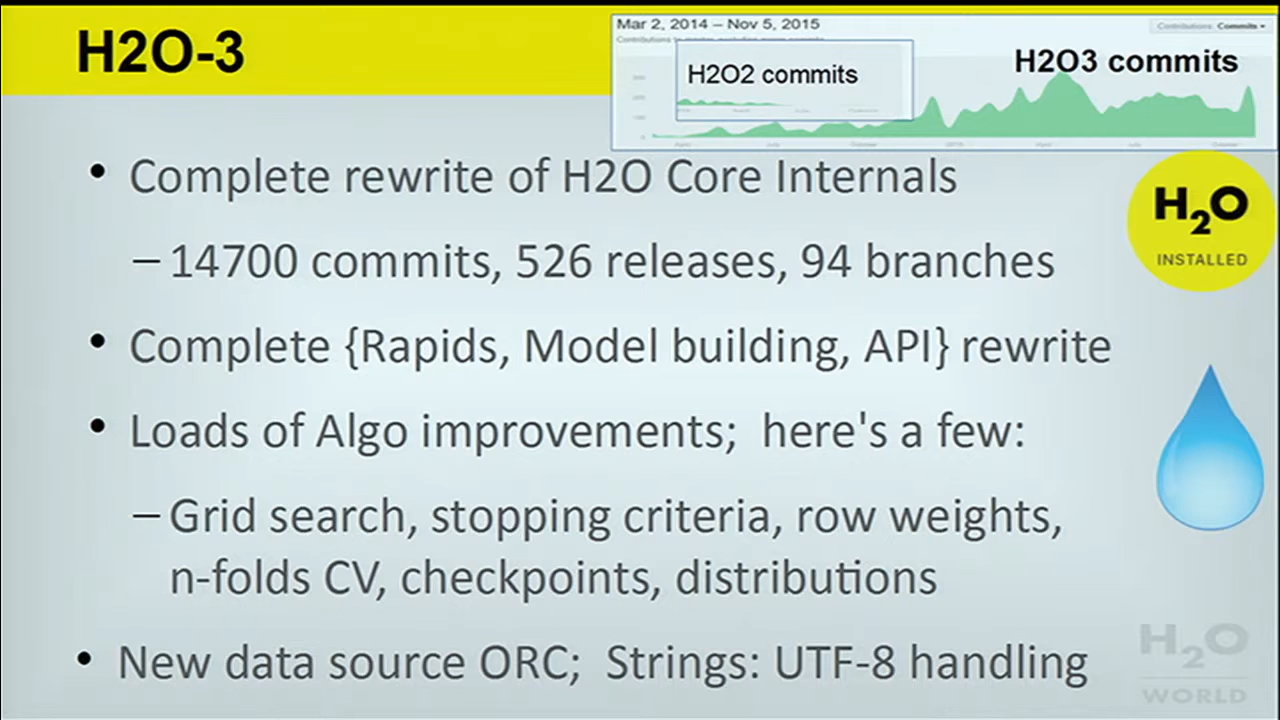 H2O-3
Mar 2, 2014 – Nov 5, 2015
Contributions: Commits
H2O2 commits
H2O3 commits
• Complete rewrite of H2O Core Internals
– 14700 commits, 526 releases, 94 branches
• Complete {Rapids, Model building, API} rewrite
• Loads of Algo improvements; here's a few:
– Grid search, stopping criteria, row weights,
n-folds CV, checkpoints, distributions
• New data source ORC; Strings: UTF-8 handling
H2O
INSTALLED
H2O
WORLD